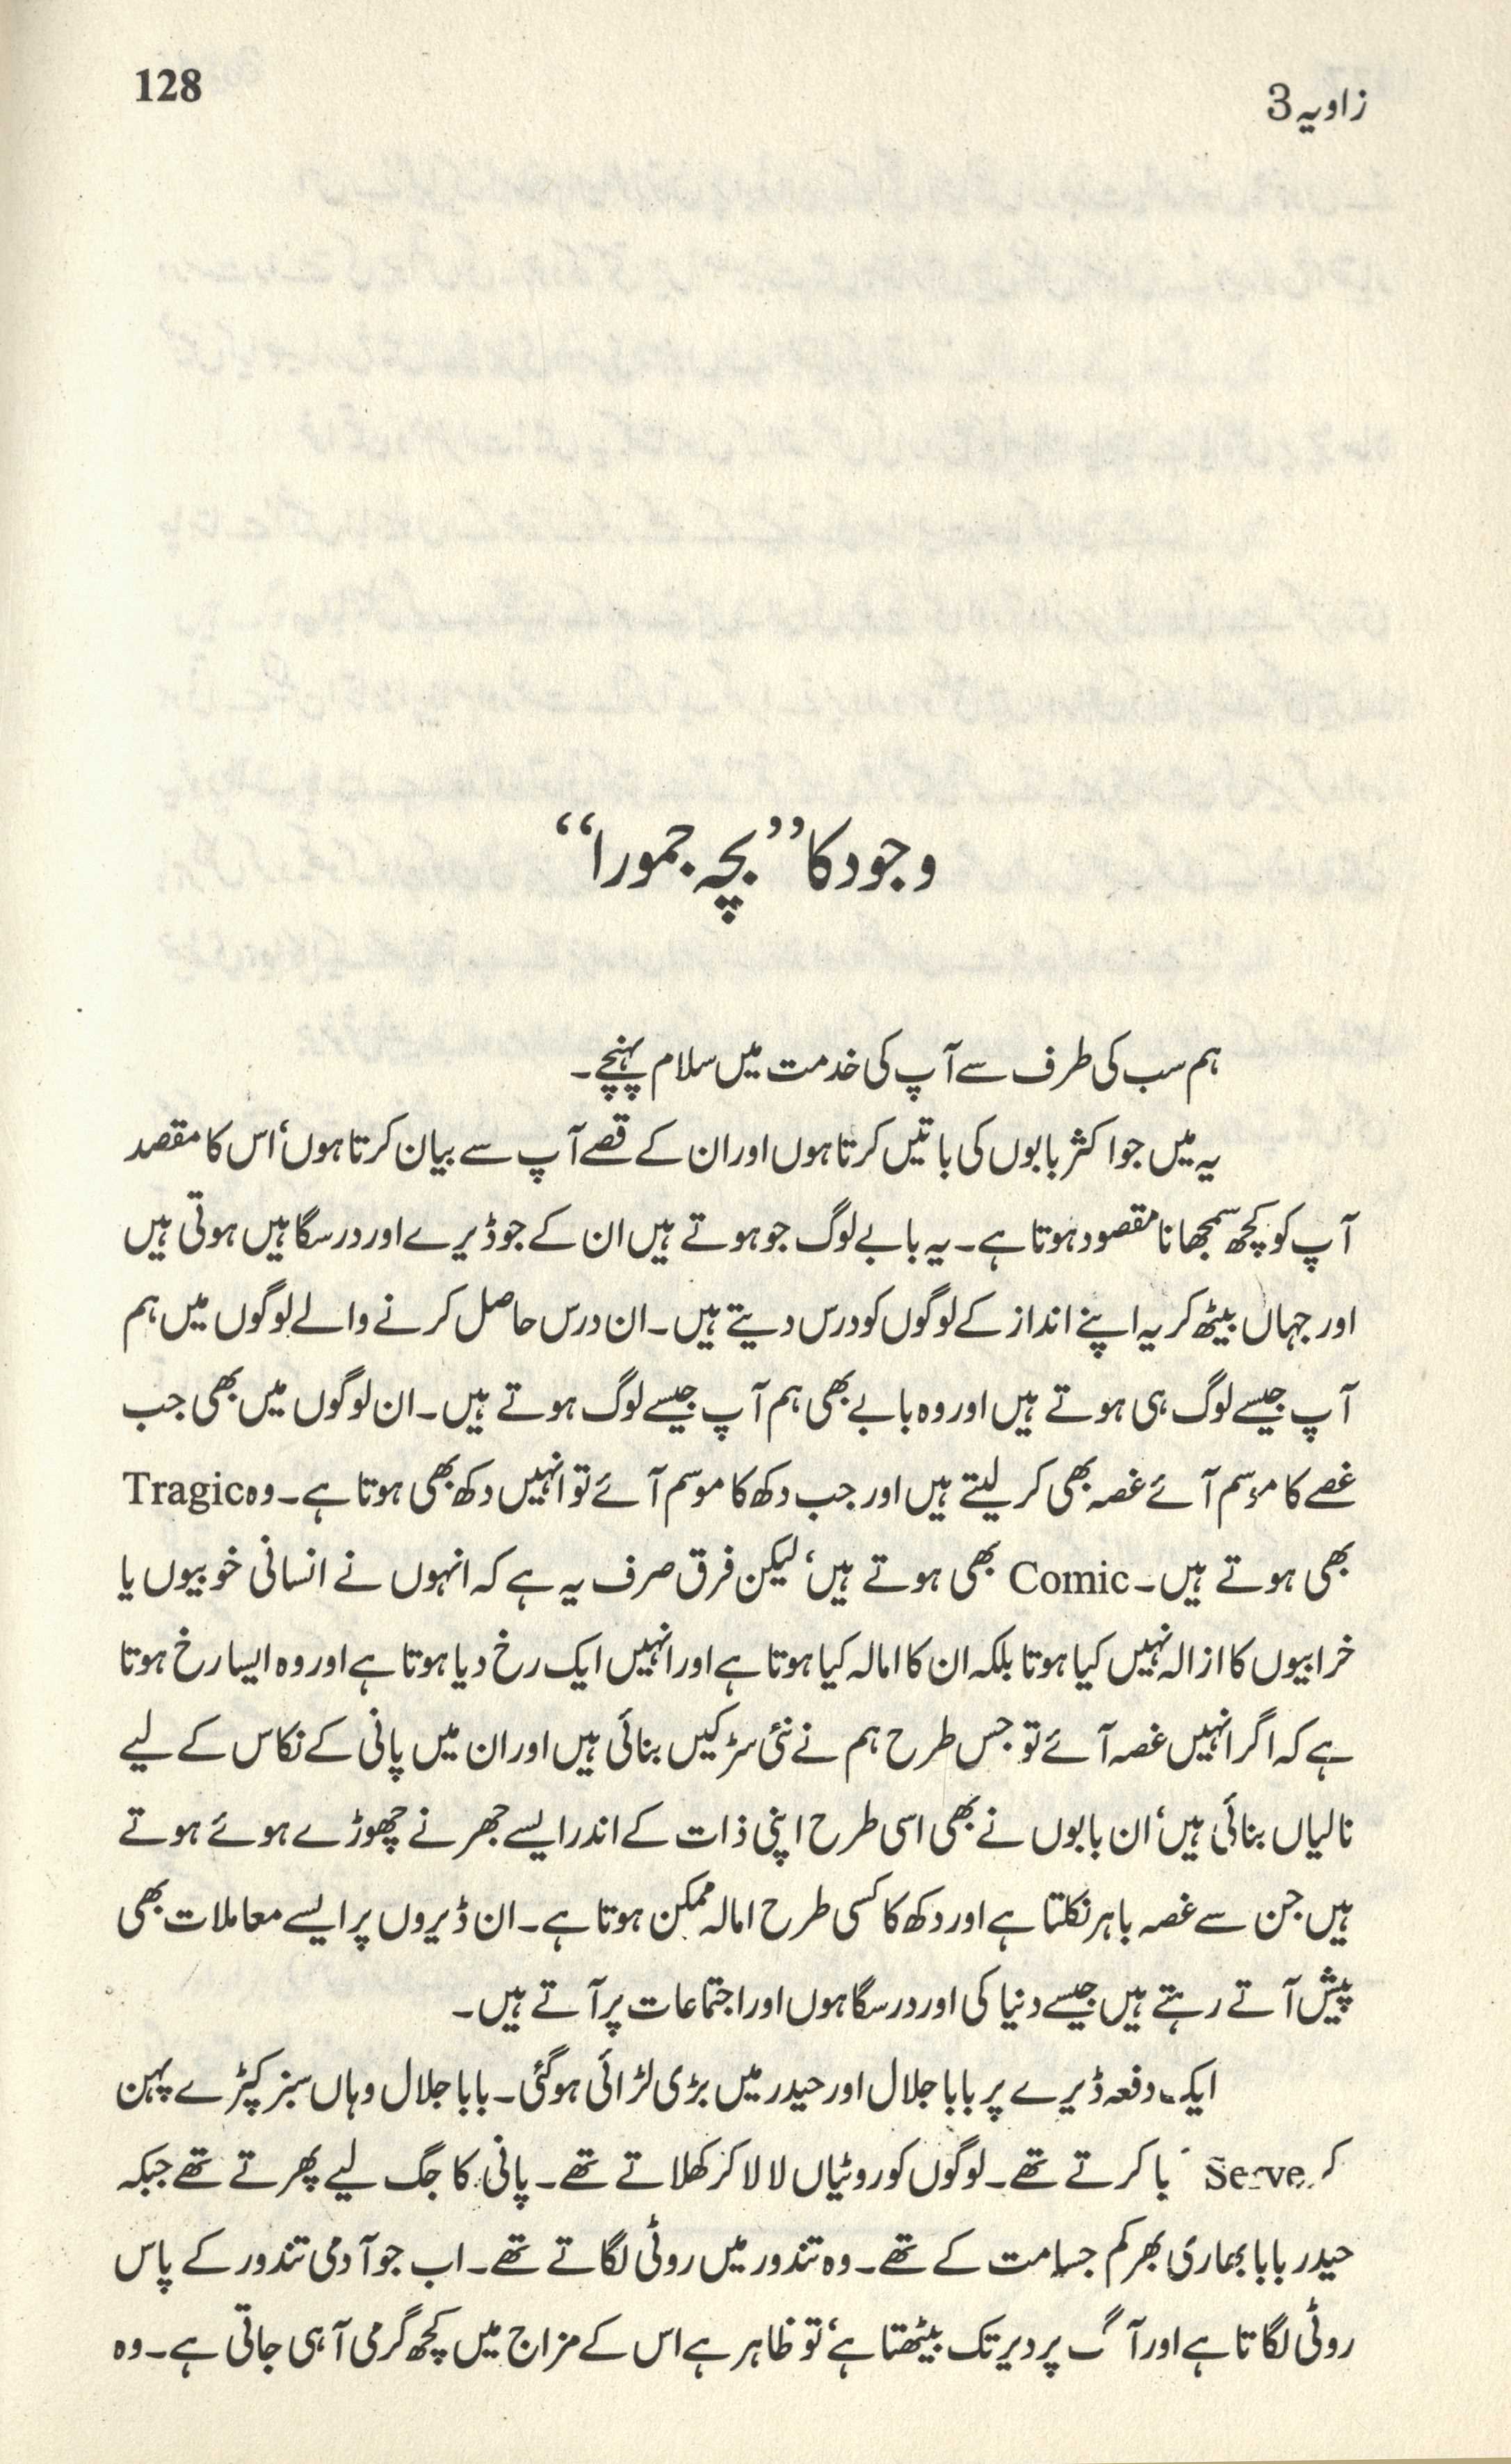 زاویہ 3
128
وجود کا ”بچہ جمورا“
ہم سب کی طرف سے آپ کی خدمت میں سلام پہنچے۔
یہ میں جو اکثر بابوں کی باتیں کرتا ہوں اور ان کے قصے آپ سے بیان کرتا ہوں، اس کا مقصد
آپ کو کچھ سمجھانا مقصود ہوتا ہے۔ یہ بابے لوگ جو ہوتے ہیں ان کے جو ڈیرے اور درسگاہیں ہوتی ہیں
اور جہاں بیٹھ کر یہ اپنے انداز کے لوگوں کو درس دیتے ہیں۔ ان درس حاصل کرنے والے لوگوں میں ہم
آپ جیسے لوگ ہی ہوتے ہیں اور وہ بابے بھی ہم آپ جیسے لوگ ہوتے ہیں۔ ان لوگوں میں بھی جب
غصے کا موسم آئے غصہ بھی کر لیتے ہیں اور جب دکھ کا موسم آئے تو انہیں دکھ بھی ہوتا ہے۔ وہ Tragic
بھی ہوتے ہیں۔ Comic بھی ہوتے ہیں، لیکن فرق صرف یہ ہے کہ انہوں نے انسانی خوبیوں یا
خرابیوں کا ازالہ نہیں کیا ہوتا بلکہ ان کا امالہ کیا ہوتا ہے اور انہیں ایک رخ دیا ہوتا ہے اور وہ ایسا رخ ہوتا
ہے کہ اگر انہیں غصہ آئے تو جس طرح ہم نے نئی سڑکیں بنائی ہیں اور ان میں پانی کے نکاس کے لیے
نالیاں بنائی ہیں، ان بابوں نے بھی اسی طرح اپنی ذات کے اندر ایسے جھرنے چھوڑے ہوئے ہوتے
ہیں جن سے غصہ باہر نکلتا ہے اور دکھ کا کسی طرح امالہ ممکن ہوتا ہے۔ ان ڈیروں پر ایسے معاملات بھی
پیش آتے رہتے ہیں جیسے دنیا کی اور درسگاہوں اور اجتماعات پر آتے ہیں۔
ایک دفعہ ڈیرے پر بابا جلال اور حیدر میں بڑی لڑائی ہوگئی۔ بابا جلال وہاں سبز کپڑے پہن
کر Serve کرتے تھے۔ لوگوں کو روٹیاں لا لا کر کھلاتے تھے۔ پانی کا جگ لیے پھرتے تھے جبکہ
حیدر بابا بھاری بھرکم جسامت کے تھے۔ وہ تندور میں روٹی لگاتے تھے۔ اب جو آدمی تندور کے پاس
روٹی لگاتا ہے اور آگ پر دیر تک بیٹھتا ہے، تو ظاہر ہے اس کے مزاج میں کچھ گرمی آ ہی جاتی ہے۔ وہ